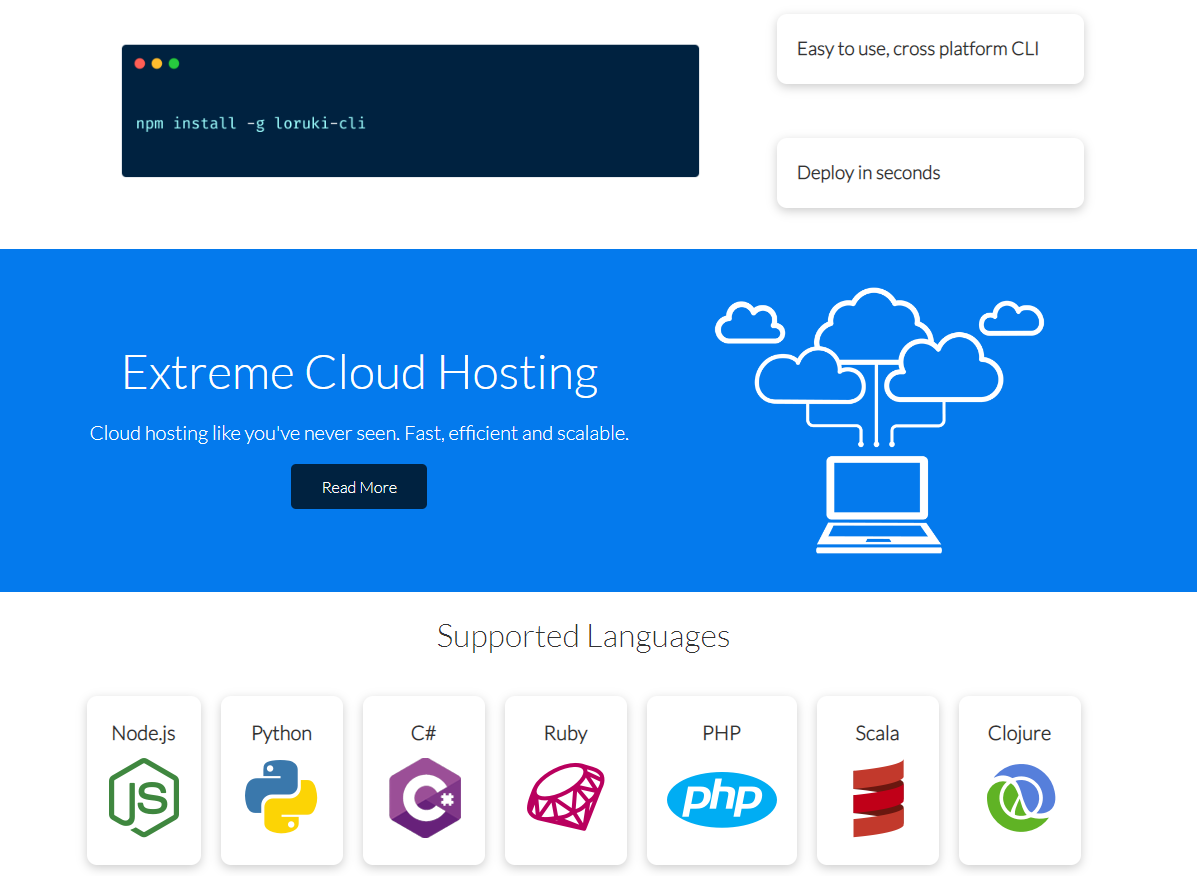 npm install -g loruki-cli
Easy to use, cross platform CLI
Deploy in seconds
Extreme Cloud Hosting
Cloud hosting like you've never seen. Fast, efficient and scalable.
Read More
Supported Languages
Node.js
JS
Python
C#
C#
Ruby
PHP
php
Scala
Clojure